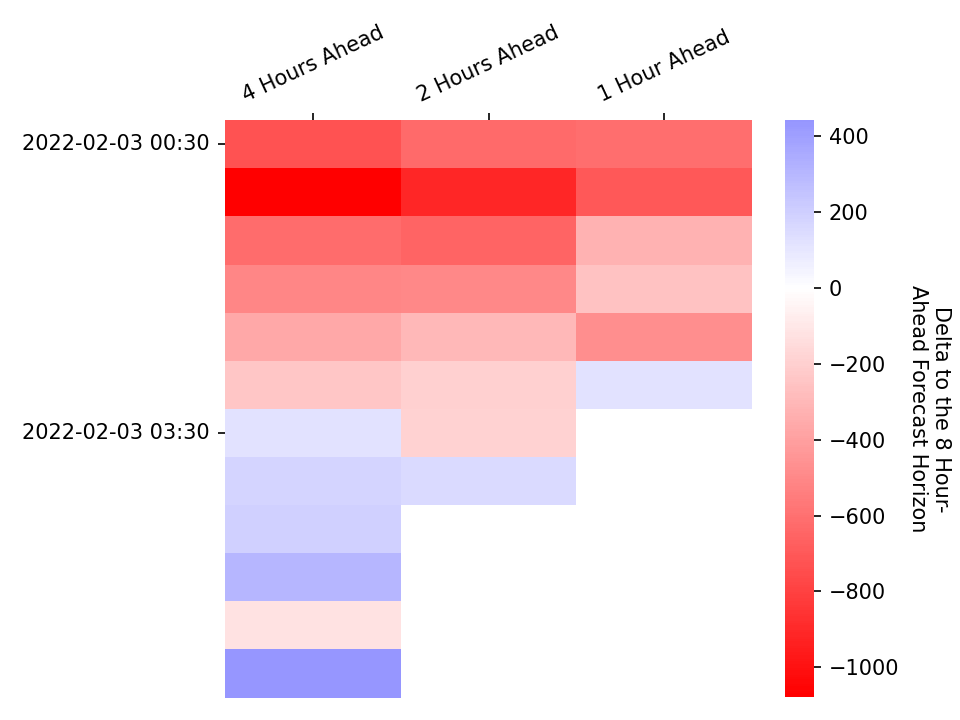 4 Hours Ahead
2 Hours Ahead
1 Hour Ahead
2022-02-03 00:30
2022-02-03 03:30
400
200
0
−200
−400
−600
−800
−1000
Delta to the 8 Hour-
Ahead Forecast Horizon